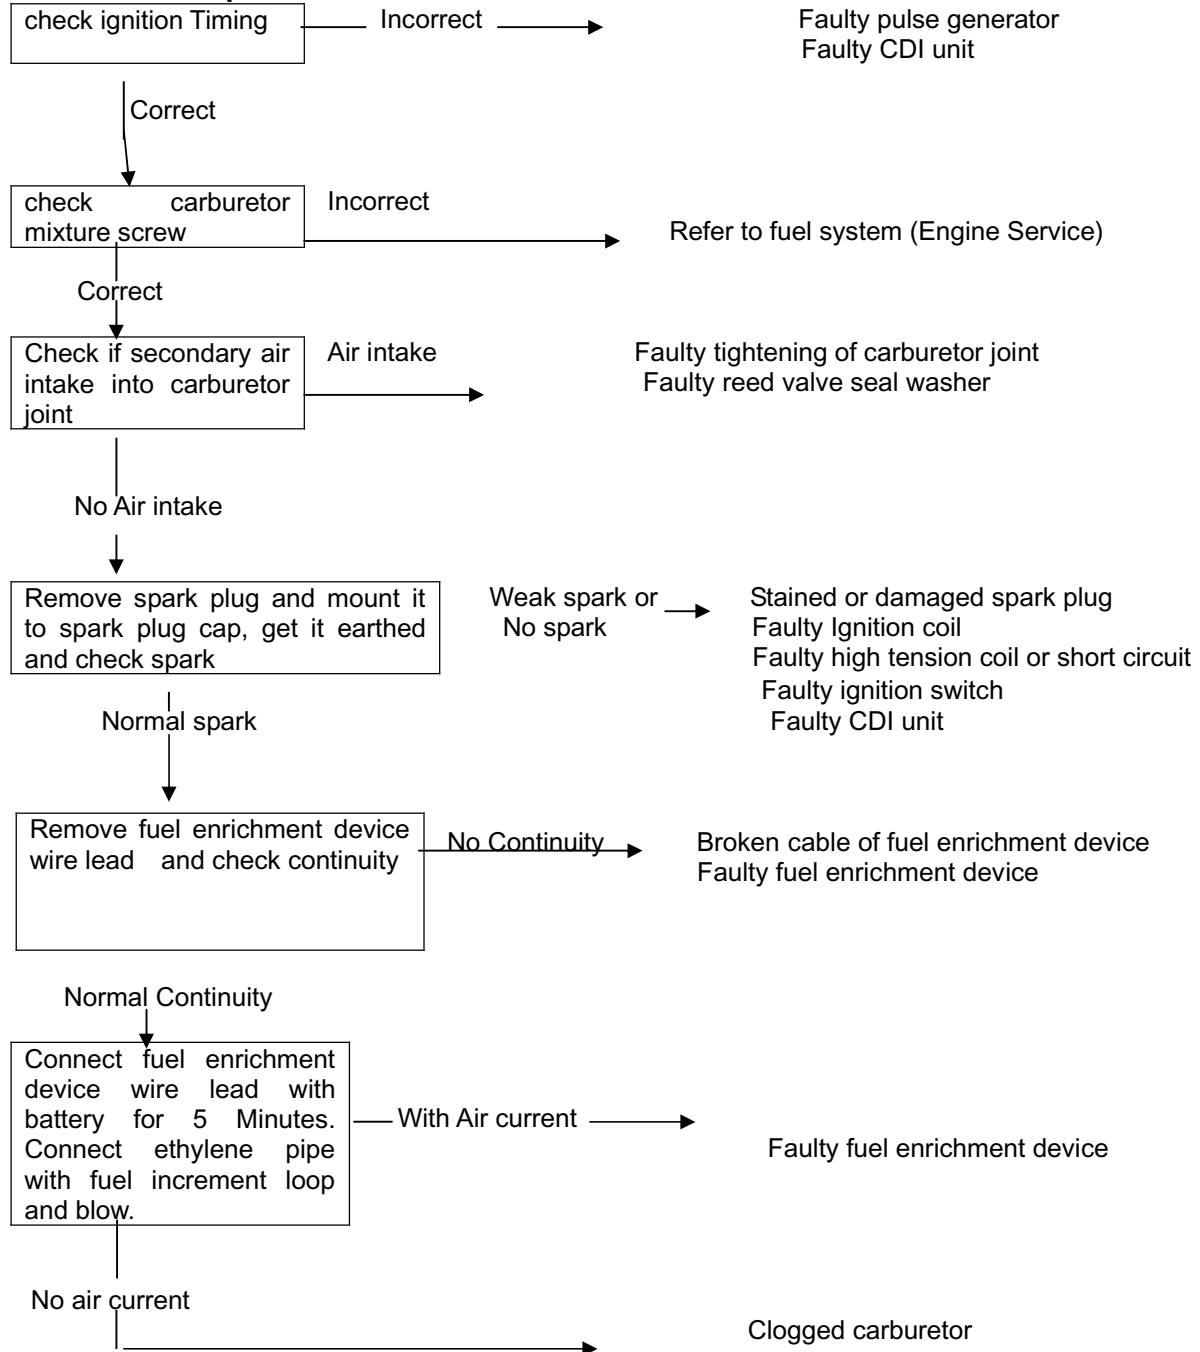 check ignition Timing
Incorrect
Faulty pulse generator
Faulty CDI unit
Correct
check carburetor
mixture screw
Incorrect
Refer to fuel system (Engine Service)
Correct
Check if secondary air
intake into carburetor
joint
Air intake
Faulty tightening of carburetor joint
Faulty reed valve seal washer
No Air intake
Remove spark plug and mount it
to spark plug cap, get it earthed
and check spark
Weak spark or
No spark
Stained or damaged spark plug
Faulty Ignition coil
Faulty high tension coil or short circuit
Faulty ignition switch
Faulty CDI unit
Normal spark
Remove fuel enrichment device
wire lead and check continuity
No Continuity
Broken cable of fuel enrichment device
Faulty fuel enrichment device
Normal Continuity
Connect fuel enrichment
device wire lead with
battery for 5 Minutes.
Connect ethylene pipe
with fuel increment loop
and blow.
With Air current
Faulty fuel enrichment device
No air current
Clogged carburetor